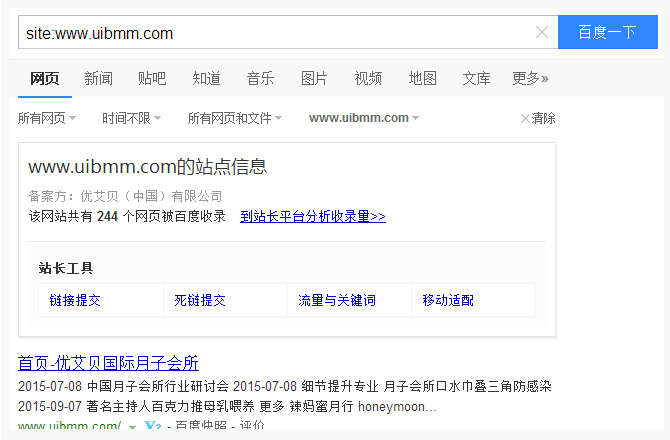 site:www.uibmm.com 百度一下
网页 新闻 贴吧 知道 音乐 图片 视频 地图 文库 更多»
所有网页 时间不限 所有网页和文件 www.uibmm.com 清除
www.uibmm.com的站点信息
备案方：优艾贝（中国）有限公司
该网站共有 244 个网页被百度收录 到站长平台分析收录量>>
站长工具
链接提交 死链提交 流量与关键词 移动适配
首页-优艾贝国际月子会所
2015-07-08 中国月子会所行业研讨会 2015-07-08 细节提升专业 月子会所口水巾叠三角防感染
2015-09-07 著名主持人百克力推母乳喂养 更多 辣妈蜜月行 honeymoon...
www.uibmm.com/ V2 - 百度快照 - 评价